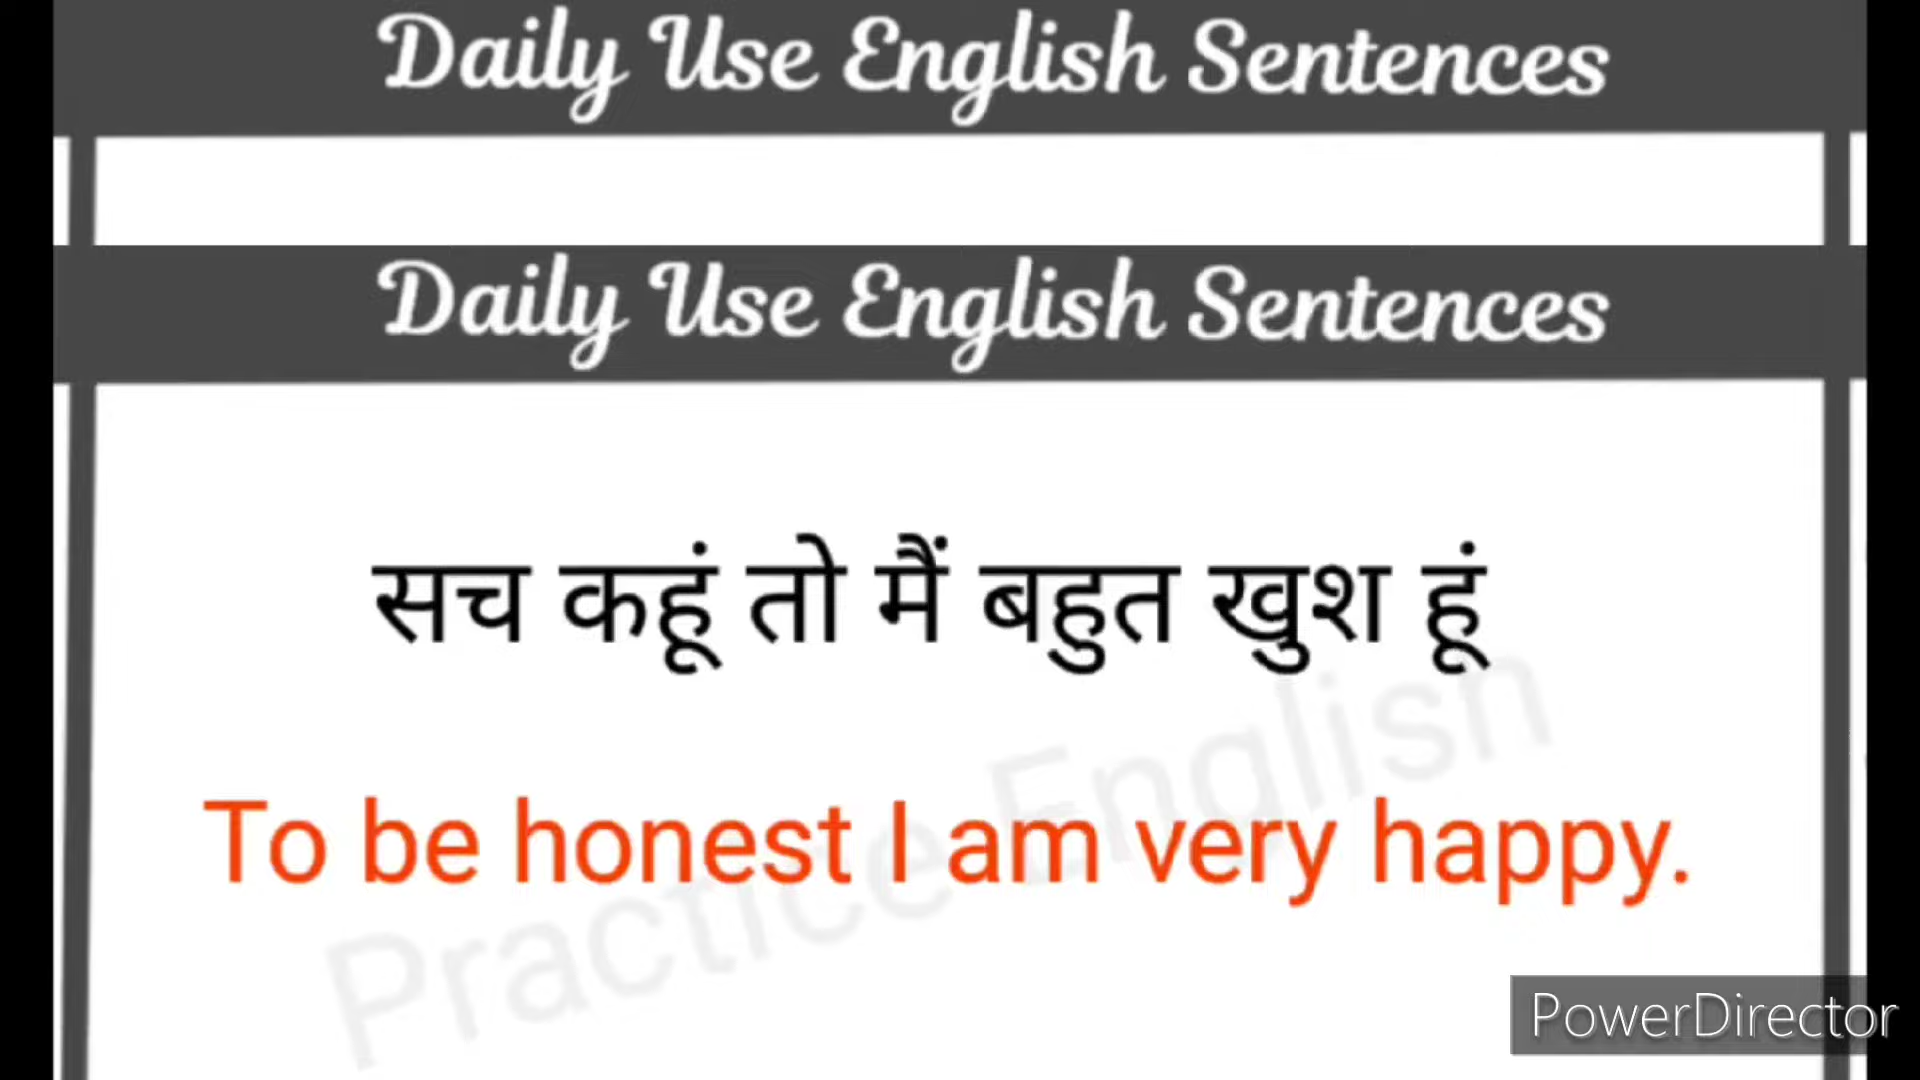 Daily Use English Sentences
Daily Use English Sentences
सच कहूं तो मैं बहुत खुश हूं
To be honest I am very happy.
Practice English
PowerDirector